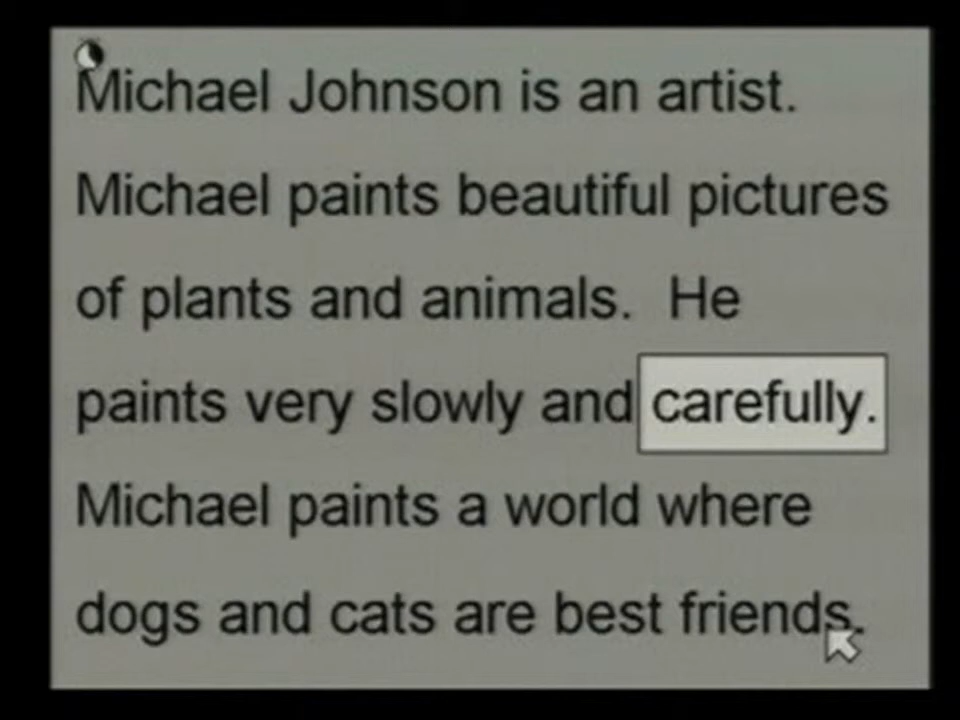 Michael Johnson is an artist.
Michael paints beautiful pictures
of plants and animals. He
paints very slowly and carefully.
Michael paints a world where
dogs and cats are best friends.